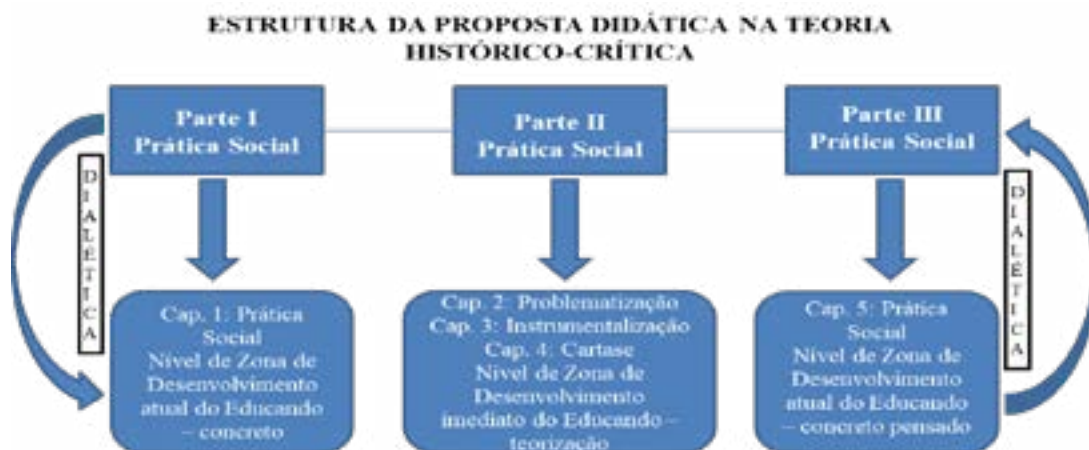 ESTRUTURA DA PROPOSTA DIDÁTICA NA TEORIA
HISTÓRICO-CRÍTICA
Parte I
Prática Social
Parte II
Prática Social
Parte III
Prática Social
DIALÉTICA
Cap. 1: Prática
Social
Nível de Zona de
Desenvolvimento
atual do Educando
– concreto
Cap. 2: Problematização
Cap. 3: Instrumentalização
Cap. 4: Cartase
Nível de Zona de
Desenvolvimento
imediato do Educando –
teorização
Cap. 5: Prática
Social
Nível de Zona de
Desenvolvimento
atual do Educando
– concreto pensado
DIALÉTICA